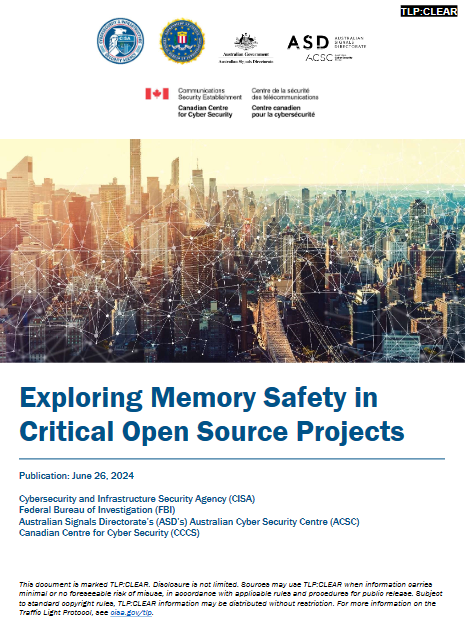 TLP:CLEAR
Australian Government
Australian Signals Directorate
ASD
AUSTRALIAN
SIGNALS
DIRECTORATE
ACSC
Communications
Security Establishment
Canadian Centre
for Cyber Security
Centre de la sécurité
des télécommunications
Centre canadien
pour la cybersécurité
Exploring Memory Safety in
Critical Open Source Projects
Publication: June 26, 2024
Cybersecurity and Infrastructure Security Agency (CISA)
Federal Bureau of Investigation (FBI)
Australian Signals Directorate's (ASD's) Australian Cyber Security Centre (ACSC)
Canadian Centre for Cyber Security (CCCS)
This document is marked TLP:CLEAR. Disclosure is not limited. Sources may use TLP:CLEAR when information carries
minimal or no foreseeable risk of misuse, in accordance with applicable rules and procedures for public release. Subject
to standard copyright rules, TLP:CLEAR information may be distributed without restriction. For more information on the
Traffic Light Protocol, see cisa.gov/tlp.